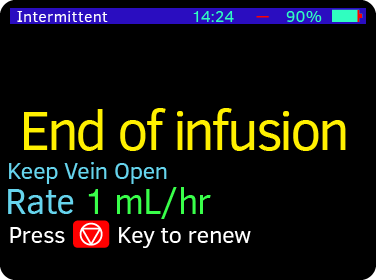 Intermittent 14:24 — 90%
End of infusion
Keep Vein Open
Rate 1 mL/hr
Press Key to renew